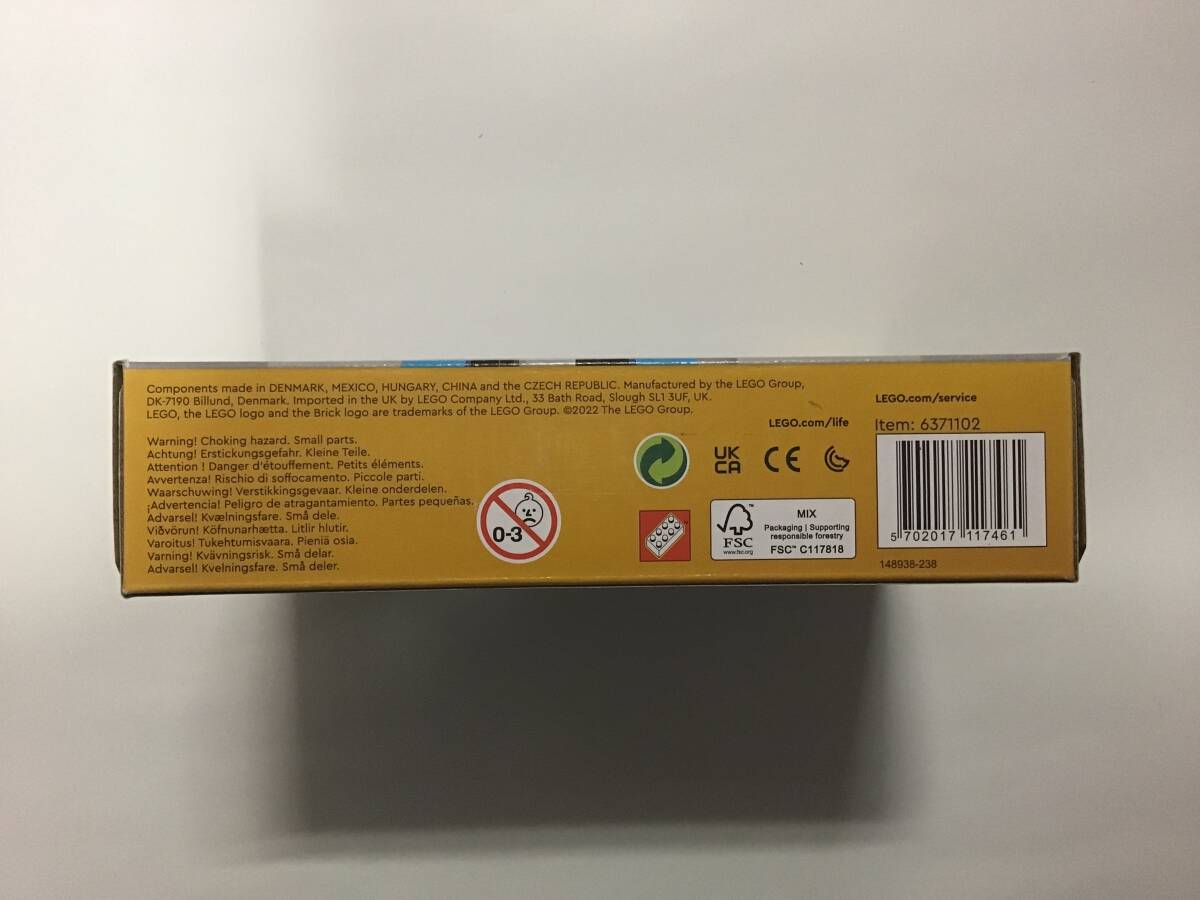 Components made in DENMARK, MEXICO, HUNGARY, CHINA and the CZECH REPUBLIC. Manufactured by the LEGO Group,
DK-7190 Billund, Denmark. Imported in the UK by LEGO Company Ltd., 33 Bath Road, Slough SL1 3UF, UK.
LEGO, the LEGO logo and the Brick logo are trademarks of the LEGO Group. ©2022 The LEGO Group.
Warning! Choking hazard. Small parts.
Achtung! Erstickungsgefahr. Kleine Teile.
Attention ! Danger d'étouffement. Petits éléments.
Avvertenza! Rischio di soffocamento. Piccole parti.
Waarschuwing! Verstikkingsgevaar. Kleine onderdelen.
¡Advertencia! Peligro de atragantamiento. Partes pequeñas.
Advarsel! Kvælningsfare. Små dele.
Viðvörun! Köfnunarhætta. Litlir hlutir.
Varoitus! Tukehtumisvaara. Pieniä osia.
Varning! Kvävningsrisk. Små delar.
Advarsel! Kvelningsfare. Små deler.
0-3
LEGO.com/life
UK
CA
CE
FSC™
www.fsc.org
MIX
Packaging | Supporting
responsible forestry
FSC™ C117818
LEGO.com/service
Item: 6371102
5 702017 117461
148938-238